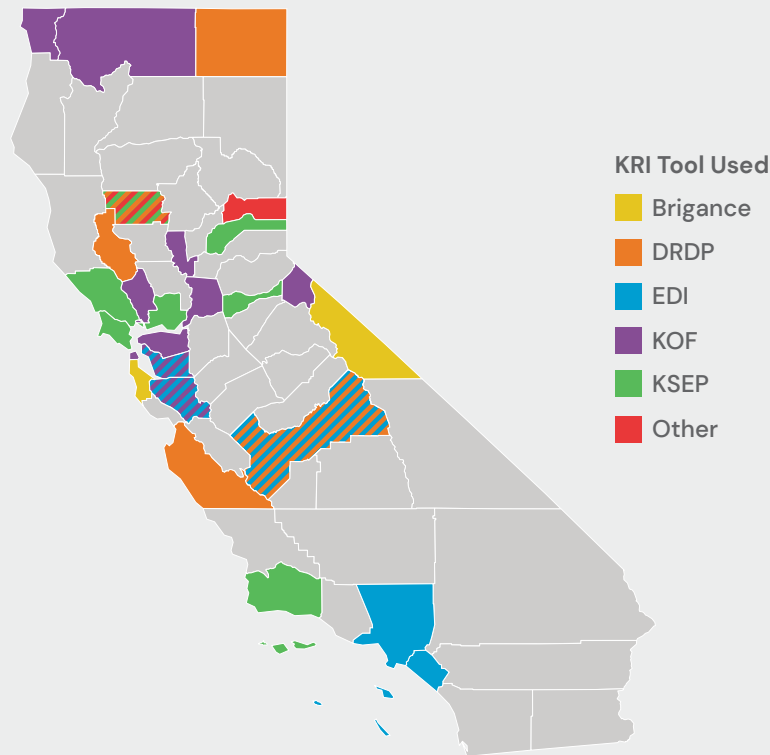 KRI Tool Used
Brigance
DRDP
EDI
KOF
KSEP
Other